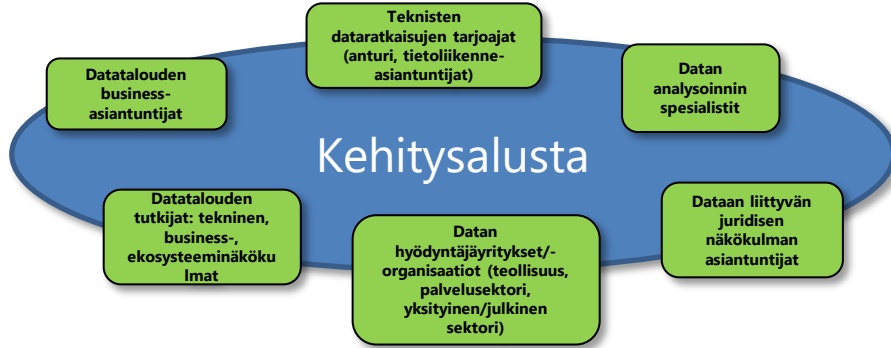 Teknisten
dataratkaisujen tarjoajat
(anturi, tietoliikenne-
asiantuntijat)
Datatalouden
business-
asiantuntijat
Datan
analysoinnin
spesialistit
Kehitysalusta
Datatalouden
tutkijat: tekninen,
business-,
ekosysteeminäköku
lmat
Datan
hyödyntäjäyritykset/-
organisaatiot (teollisuus,
palvelusektori,
yksityinen/julkinen
sektori)
Dataan liittyvän
juridisen
näkökulman
asiantuntijat